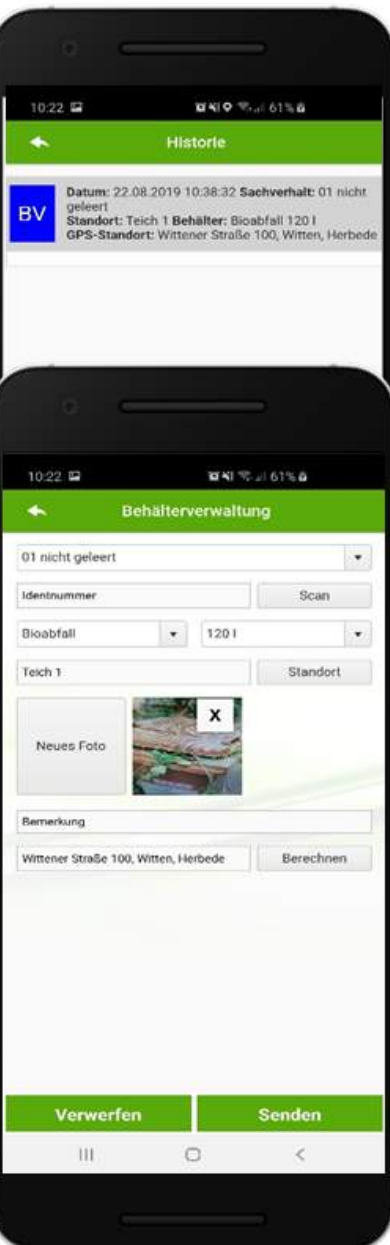 10:22 61%
Historie
BV
Datum: 22.08.2019 10:38:32 Sachverhalt: 01 nicht
geleert
Standort: Teich 1 Behälter: Bioabfall 120 l
GPS-Standort: Wittener Straße 100, Witten, Herbede
10:22 61%
Behälterverwaltung
01 nicht geleert
Identnummer Scan
Bioabfall 120 l
Teich 1 Standort
Neues Foto X
Bemerkung
Wittener Straße 100, Witten, Herbede Berechnen
Verwerfen Senden